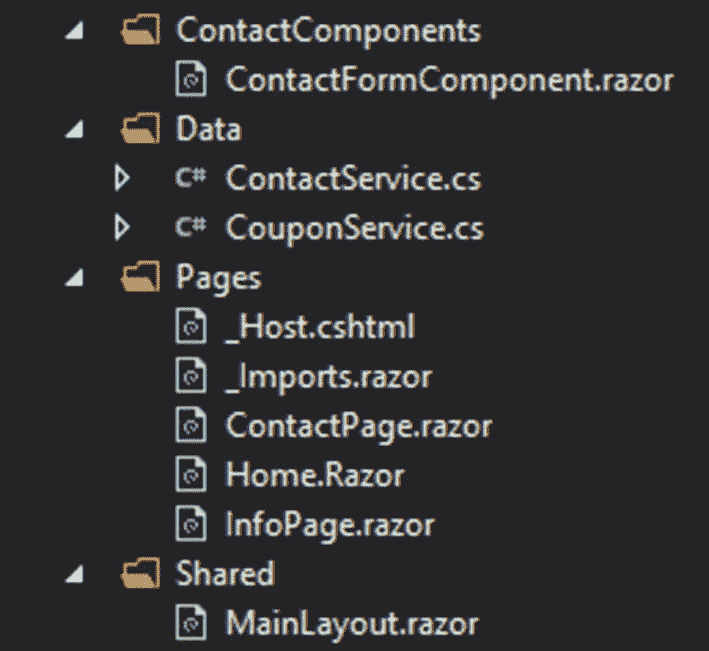 ContactComponents
ContactFormComponent.razor
Data
C# ContactService.cs
C# CouponService.cs
Pages
_Host.cshtml
_Imports.razor
ContactPage.razor
Home.Razor
InfoPage.razor
Shared
MainLayout.razor